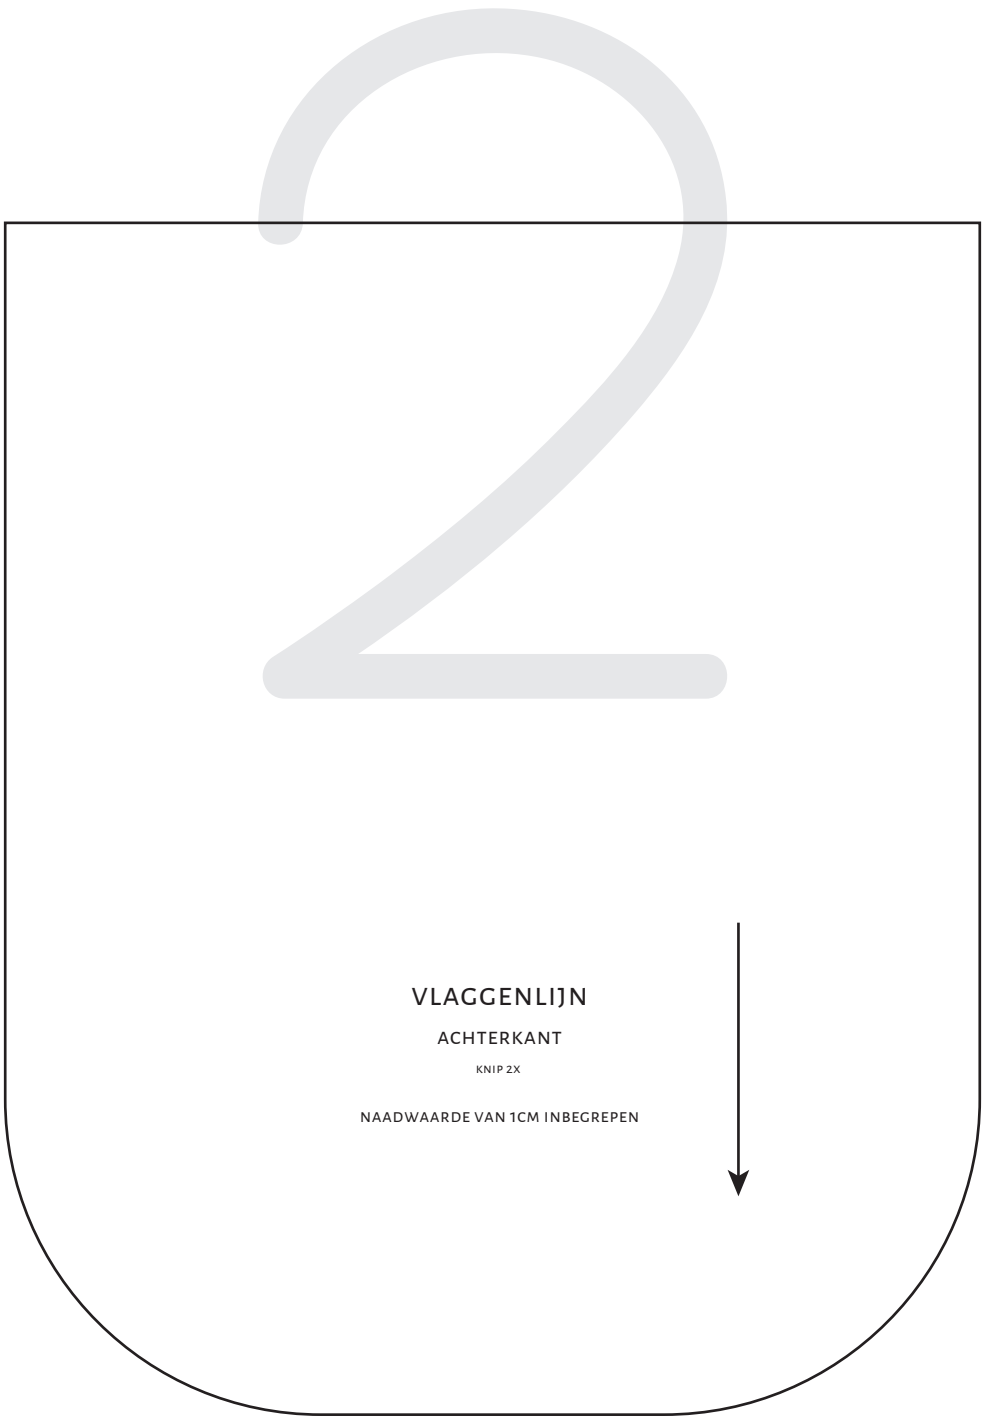 2
VLAGGENLIJN
ACHTERKANT
KNIP 2X
NAADWAARDE VAN 1CM INBEGREPEN